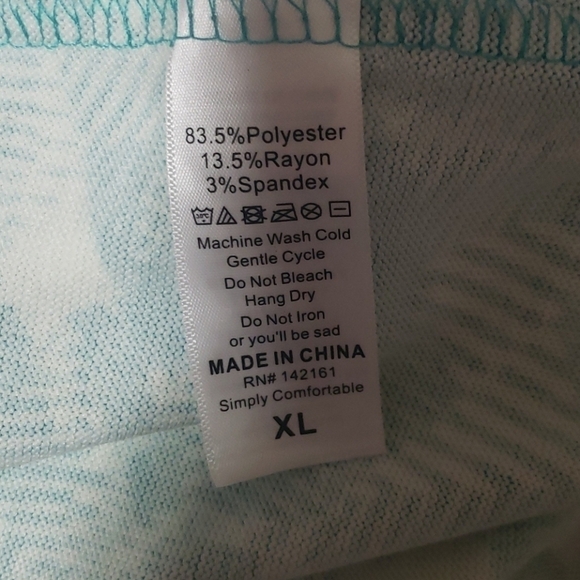 83.5%Polyester
13.5%Rayon
3%Spandex
Machine Wash Cold
Gentle Cycle
Do Not Bleach
Hang Dry
Do Not Iron
or you'll be sad
MADE IN CHINA
RN# 142161
Simply Comfortable
XL